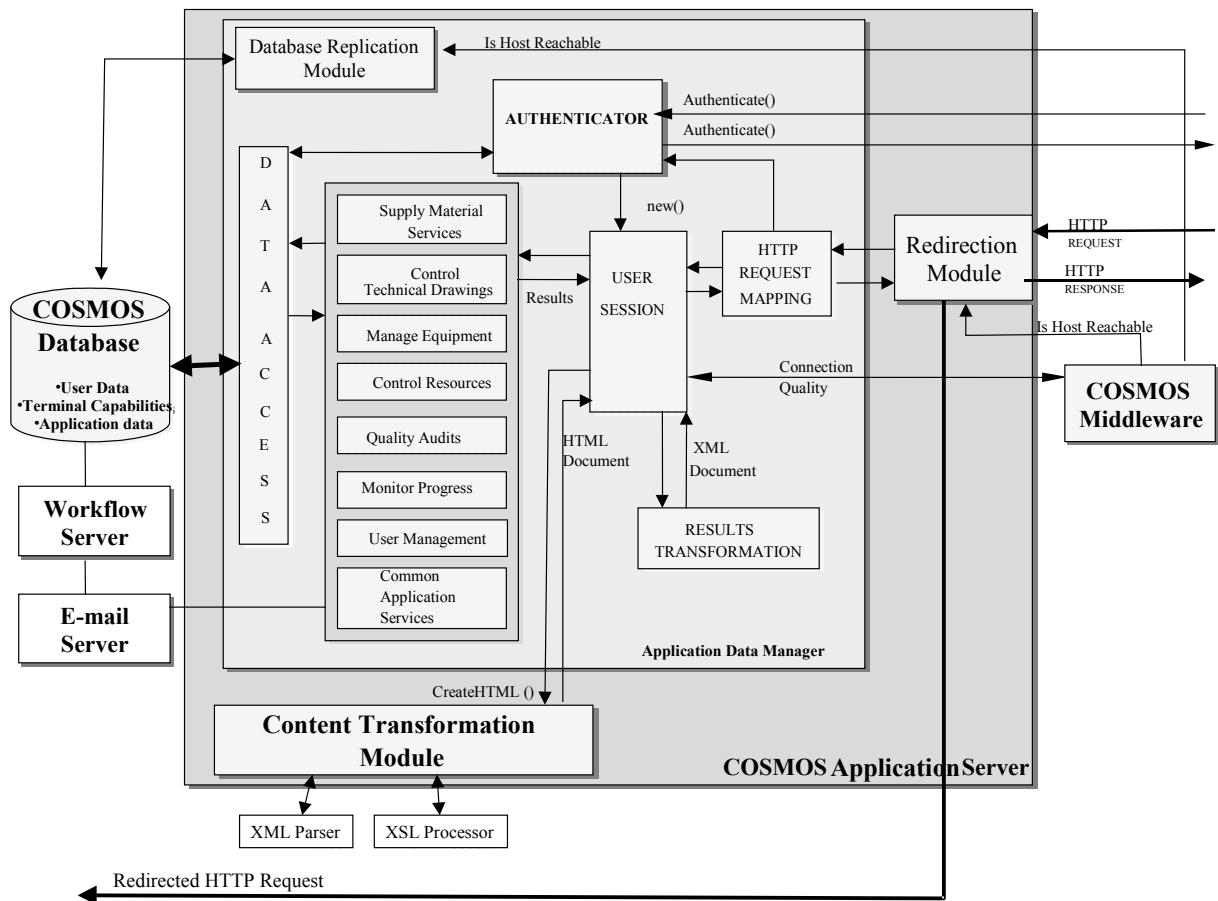 Database Replication
Module
Is Host Reachable
AUTHENTICATOR
Authenticate()
Authenticate()
D
A
T
A
A
C
C
E
S
S
Supply Material
Services
Control
Technical Drawings
Manage Equipment
Control Resources
Quality Audits
Monitor Progress
User Management
Common
Application
Services
new()
Results
USER
SESSION
HTTP
REQUEST
MAPPING
Redirection
Module
HTTP
REQUEST
HTTP
RESPONSE
Is Host Reachable
Connection
Quality
COSMOS
Middleware
COSMOS
Database
•User Data
•Terminal Capabilities;
•Application data
Workflow
Server
E-mail
Server
HTML
Document
XML
Document
RESULTS
TRANSFORMATION
Application Data Manager
CreateHTML ()
Content Transformation
Module
COSMOS Application Server
XML Parser
XSL Processor
Redirected HTTP Request